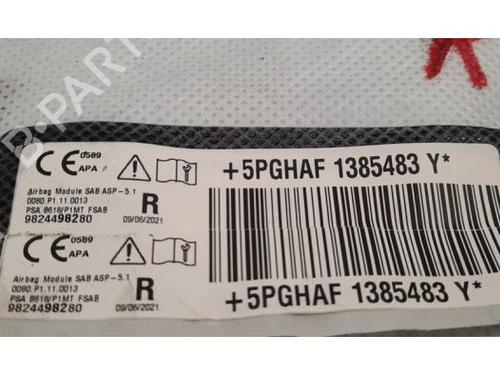 CE 0589
APA
Airbag Module SAB ASP-5.1
0080.P1.11.0013
PSA B618/P1MT FSAB
9824498280
R
09/06/2021
+5PGHAF 1385483 Y*
CE 0589
APA
Airbag Module SAB ASP-5.1
0080.P1.11.0013
PSA B618/P1MT FSAB
9824498280
R
09/06/2021
+5PGHAF 1385483 Y*
B-PARTS